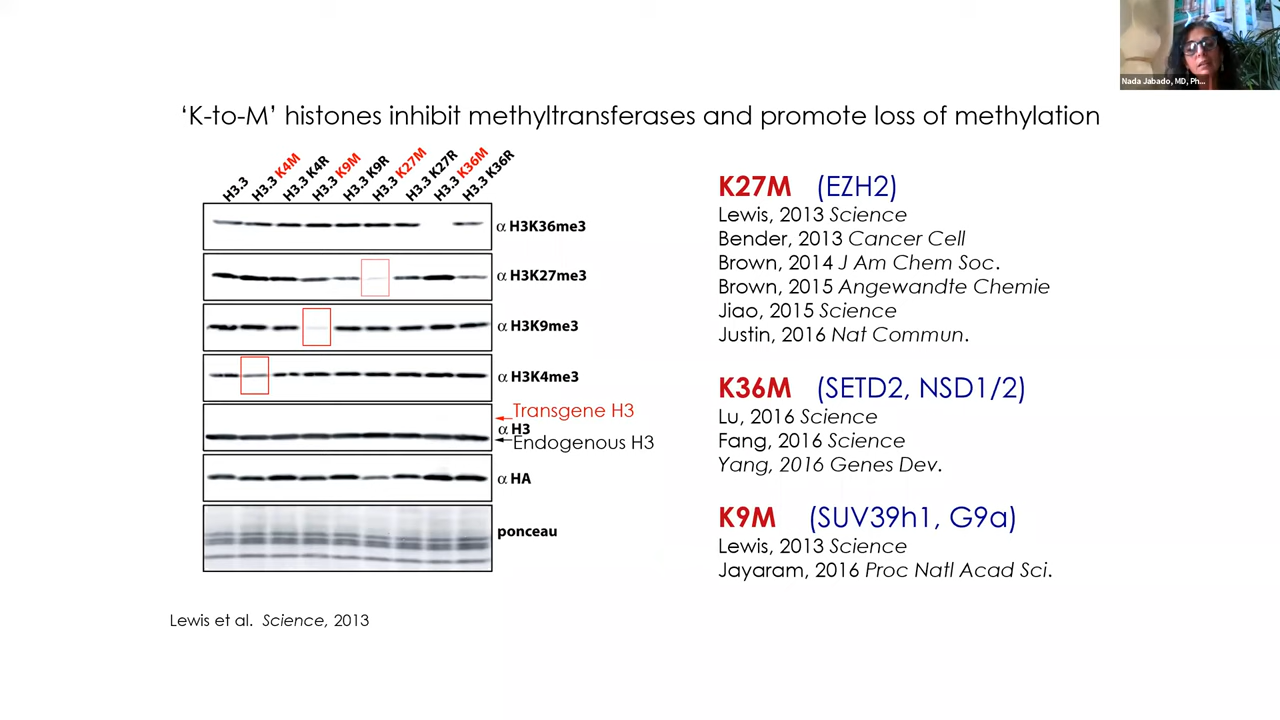 Nada Jabado, MD, Ph...
‘K-to-M’ histones inhibit methyltransferases and promote loss of methylation
H3.3
H3.3 K4M
H3.3 K4R
H3.3 K9M
H3.3 K9R
H3.3 K27M
H3.3 K27R
H3.3 K36M
H3.3 K36R
α H3K36me3
α H3K27me3
α H3K9me3
α H3K4me3
Transgene H3
α H3
Endogenous H3
α HA
ponceau
Lewis et al. Science, 2013
K27M (EZH2)
Lewis, 2013 Science
Bender, 2013 Cancer Cell
Brown, 2014 J Am Chem Soc.
Brown, 2015 Angewandte Chemie
Jiao, 2015 Science
Justin, 2016 Nat Commun.
K36M (SETD2, NSD1/2)
Lu, 2016 Science
Fang, 2016 Science
Yang, 2016 Genes Dev.
K9M (SUV39h1, G9a)
Lewis, 2013 Science
Jayaram, 2016 Proc Natl Acad Sci.